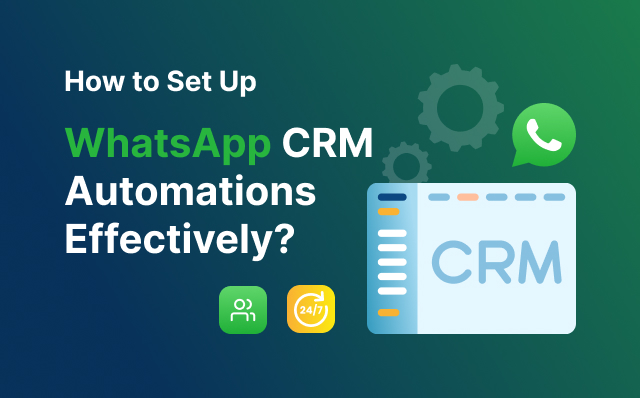 How to Set Up
WhatsApp CRM
Automations
Effectively?
CRM
24/7